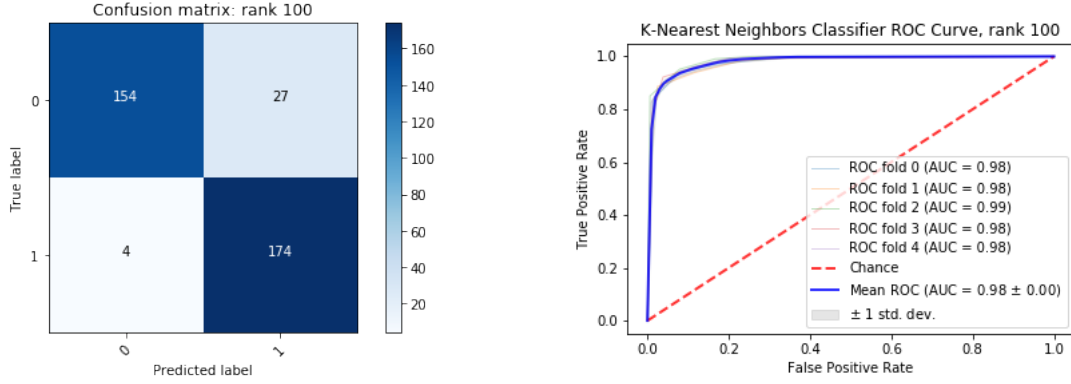 Confusion matrix: rank 100
0
1
True label
154
27
4
174
0
1
Predicted label
160
140
120
100
80
60
40
20
K-Nearest Neighbors Classifier ROC Curve, rank 100
1.0
0.8
0.6
0.4
0.2
0.0
True Positive Rate
ROC fold 0 (AUC = 0.98)
ROC fold 1 (AUC = 0.98)
ROC fold 2 (AUC = 0.99)
ROC fold 3 (AUC = 0.98)
ROC fold 4 (AUC = 0.98)
Chance
Mean ROC (AUC = 0.98 ± 0.00)
± 1 std. dev.
0.0 0.2 0.4 0.6 0.8 1.0
False Positive Rate